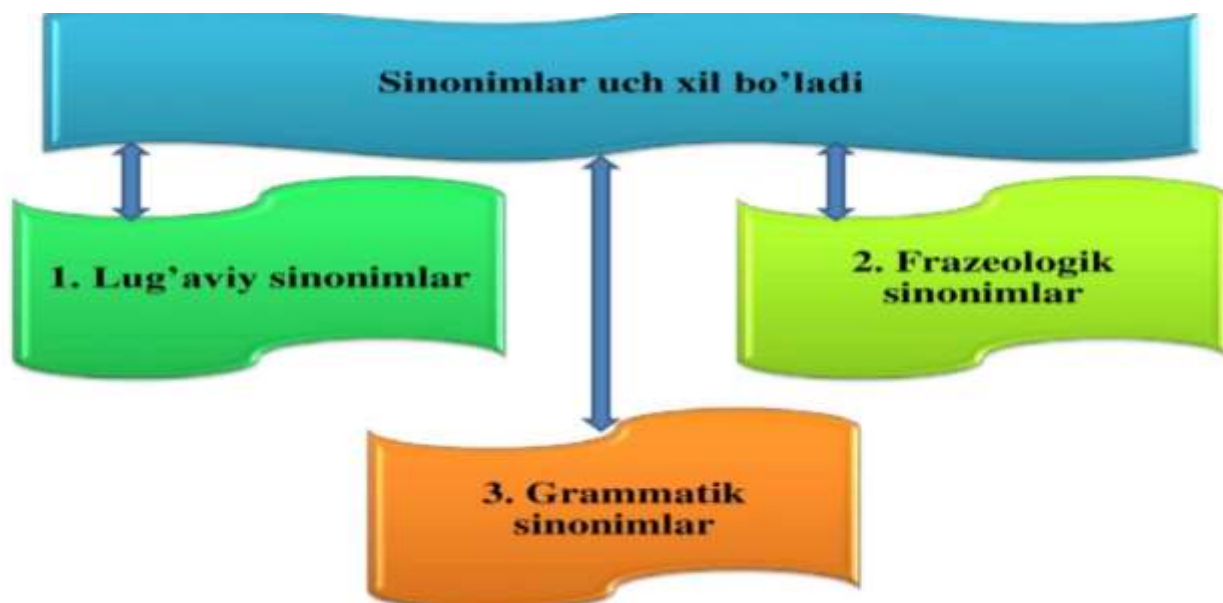 Sinonimlar uch xil bo’ladi
1. Lug’aviy sinonimlar
2. Frazeologik
sinonimlar
3. Grammatik
sinonimlar